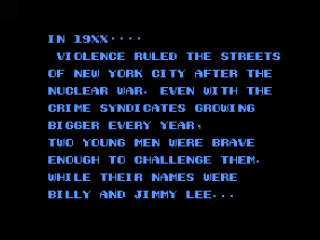 IN 19XX····
VIOLENCE RULED THE STREETS
OF NEW YORK CITY AFTER THE
NUCLEAR WAR. EVEN WITH THE
CRIME SYNDICATES GROWING
BIGGER EVERY YEAR,
TWO YOUNG MEN WERE BRAVE
ENOUGH TO CHALLENGE THEM.
WHILE THEIR NAMES WERE
BILLY AND JIMMY LEE...